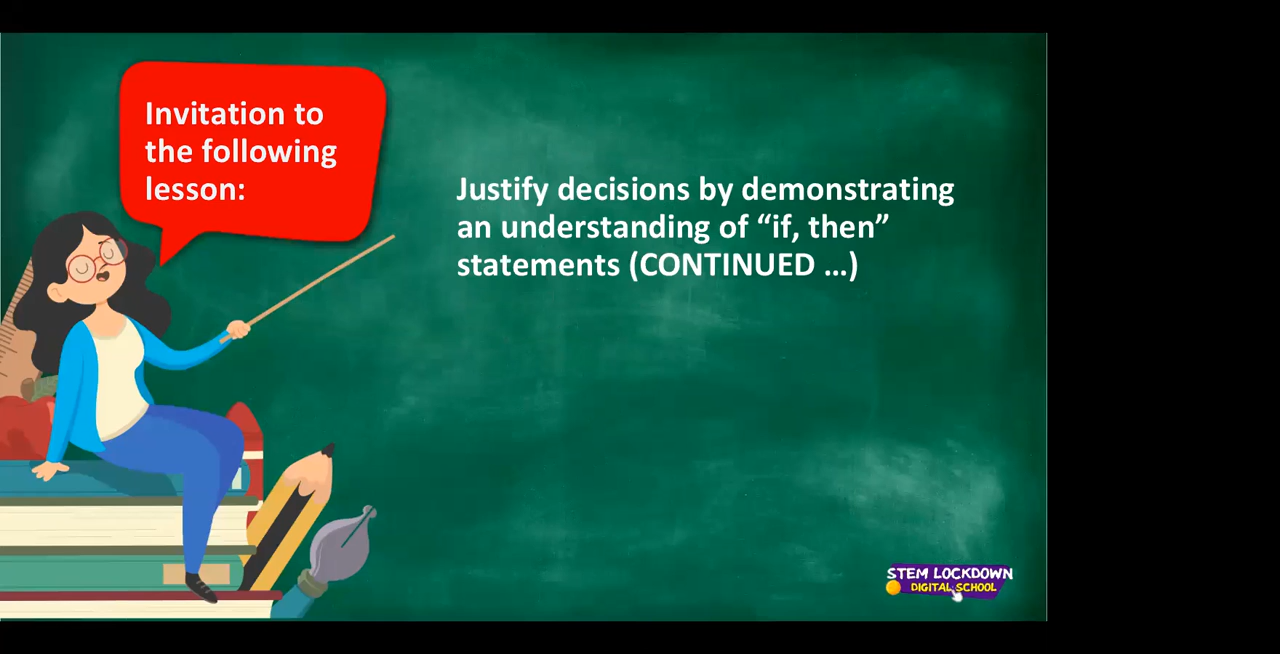 Invitation to
the following
lesson:
Justify decisions by demonstrating
an understanding of “if, then”
statements (CONTINUED …)
STEM LOCKDOWN
DIGITAL SCHOOL